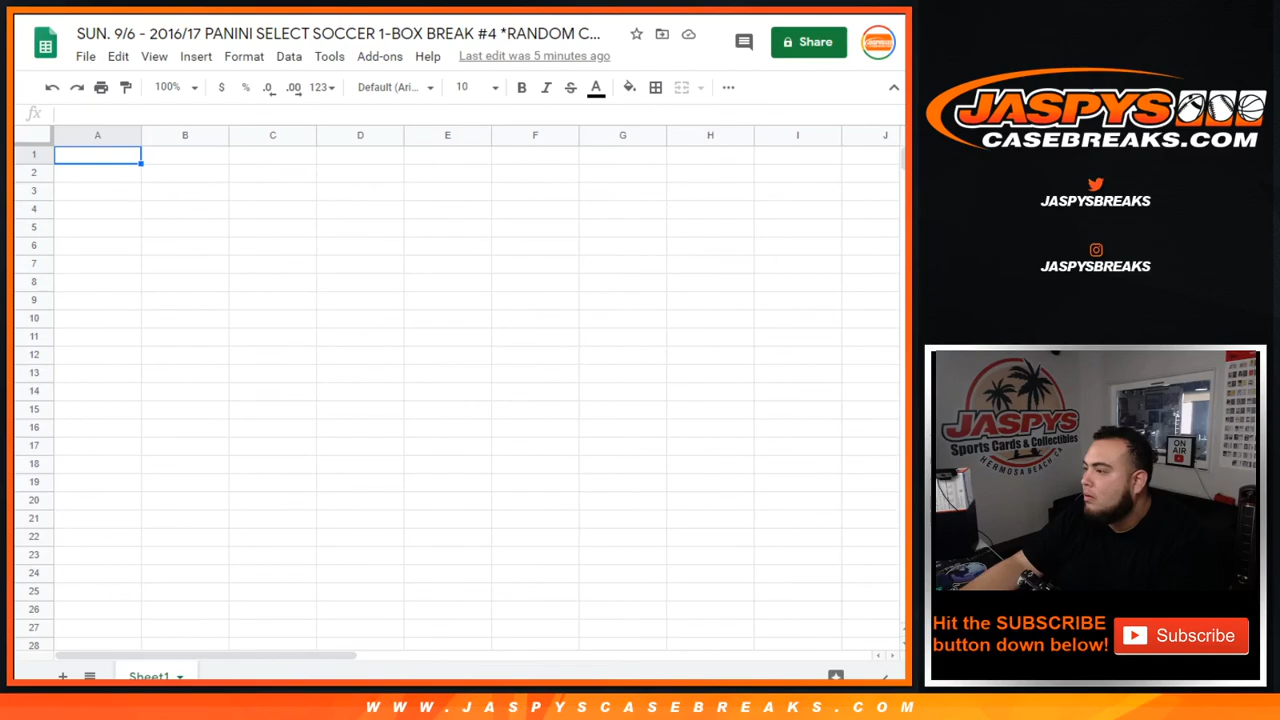 SUN. 9/6 - 2016/17 PANINI SELECT SOCCER 1-BOX BREAK #4 *RANDOM C...
Share
File Edit View Insert Format Data Tools Add-ons Help Last edit was 5 minutes ago
100% $ % .0 .00 123 Default (Ari... 10 B I S A
fx
A B C D E F G H I J
1
2
3
4
5
6
7
8
9
10
11
12
13
14
15
16
17
18
19
20
21
22
23
24
25
26
27
28
Sheet1
JASPYS
CASEBREAKS.COM
JASPYSBREAKS
JASPYSBREAKS
JASPYS
Sports Cards & Collectibles
HERMOSA BEACH CA
ON
AIR
Hit the SUBSCRIBE
button down below!
Subscribe
WWW.JASPYSCASEBREAKS.COM